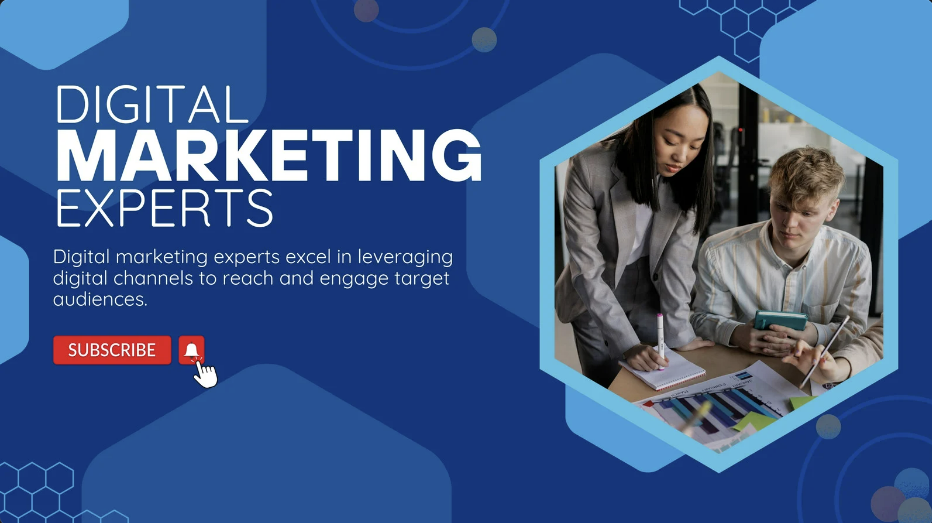 DIGITAL
MARKETING
EXPERTS
Digital marketing experts excel in leveraging
digital channels to reach and engage target
audiences.
SUBSCRIBE